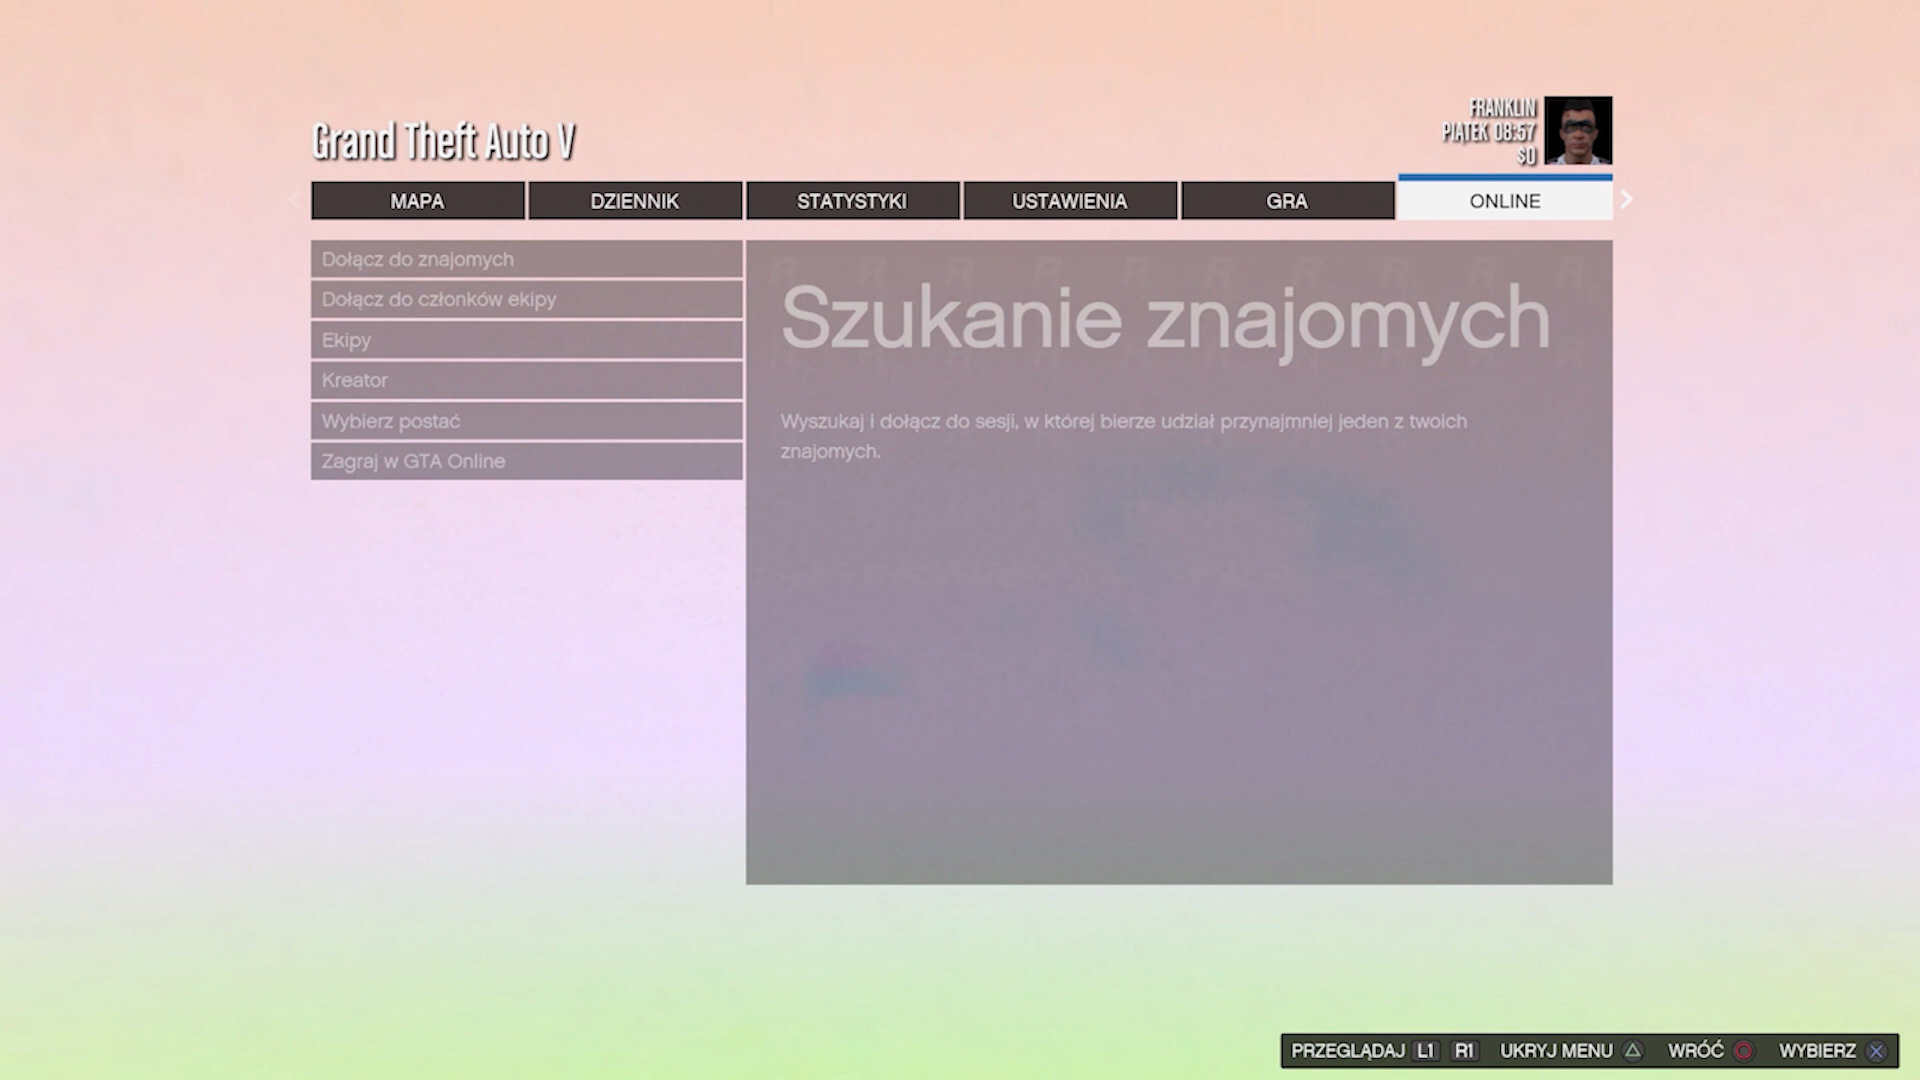 Grand Theft Auto V
FRANKLIN
PIĄTEK 08:57
$0
MAPA
DZIENNIK
STATYSTYKI
USTAWIENIA
GRA
ONLINE
Dołącz do znajomych
Dołącz do członków ekipy
Ekipy
Kreator
Wybierz postać
Zagraj w GTA Online
Szukanie znajomych
Wyszukaj i dołącz do sesji, w której bierze udział przynajmniej jeden z twoich
znajomych.
PRZEGLĄDAJ L1 R1 UKRYJ MENU WRÓĆ WYBIERZ